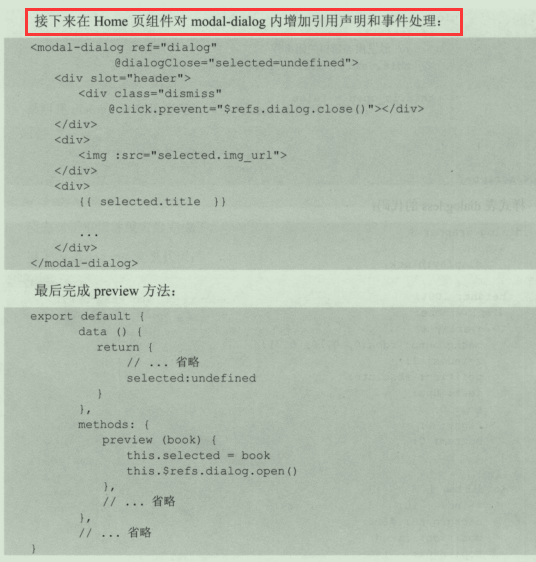 接下来在 Home 页组件对 modal-dialog 内增加引用声明和事件处理：
<modal-dialog ref="dialog"
@dialogClose="selected=undefined">
<div slot="header">
<div class="dismiss"
@click.prevent="$refs.dialog.close()"></div>
</div>
<div>
<img :src="selected.img_url">
</div>
<div>
{{ selected.title }}
...
</div>
</modal-dialog>
最后完成 preview 方法：
export default {
data () {
return {
// ... 省略
selected:undefined
}
},
methods: {
preview (book) {
this.selected = book
this.$refs.dialog.open()
},
// ... 省略
},
// ... 省略
}